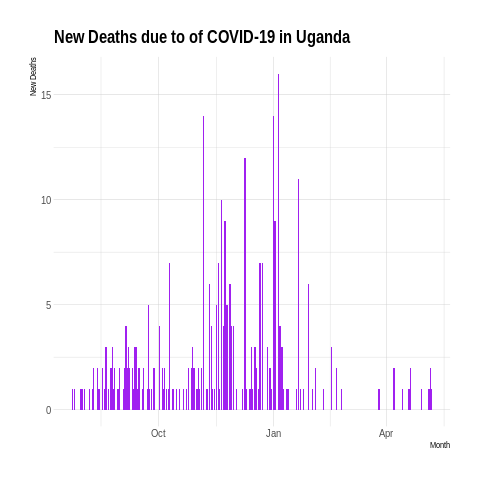 New Deaths due to of COVID-19 in Uganda
New Deaths
15
10
5
0
Oct
Jan
Apr
Month